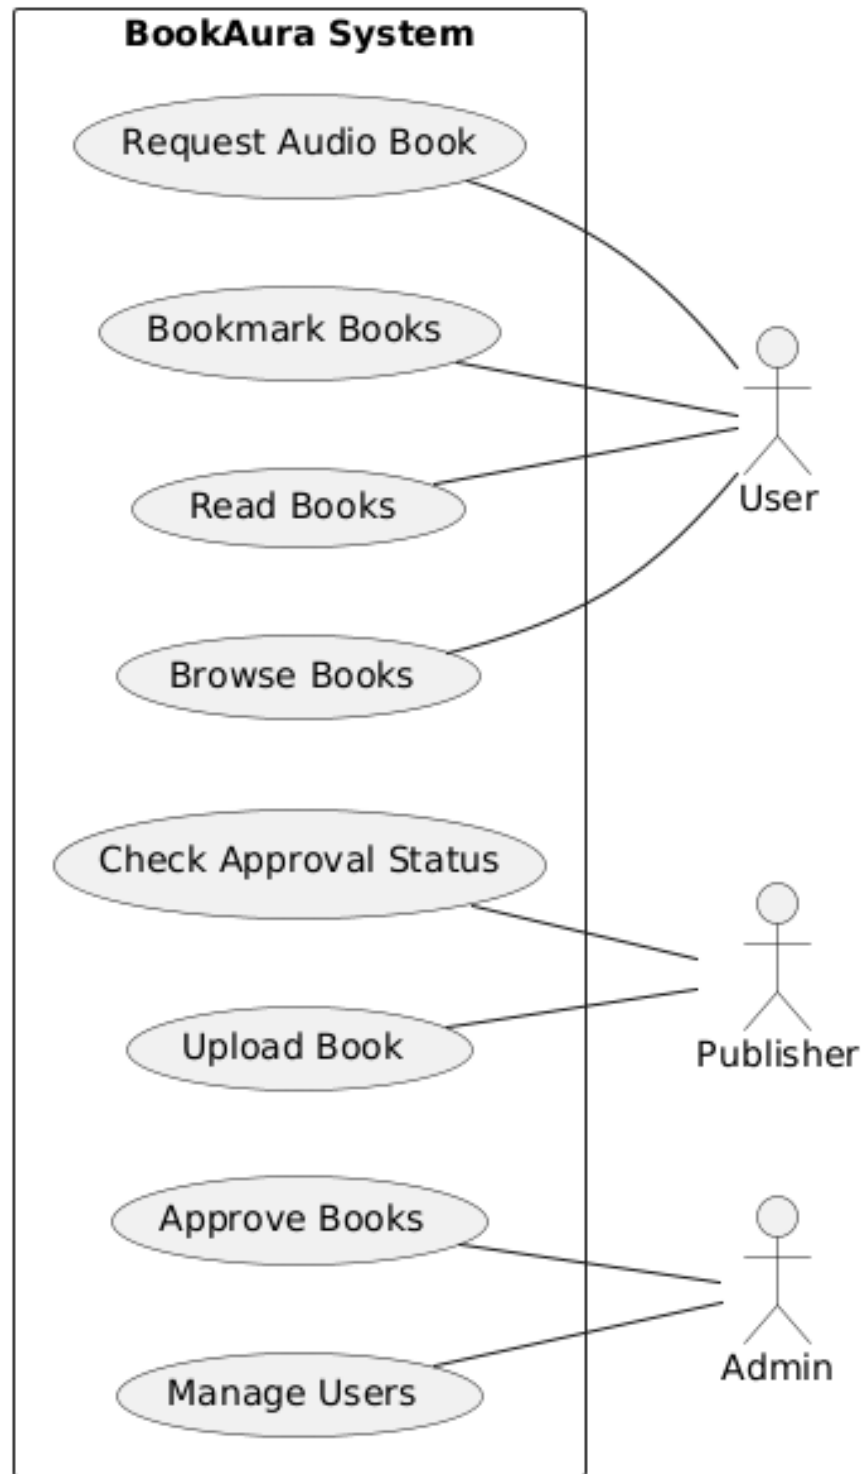 BookAura System
Request Audio Book
Bookmark Books
Read Books
User
Browse Books
Check Approval Status
Upload Book
Publisher
Approve Books
Admin
Manage Users